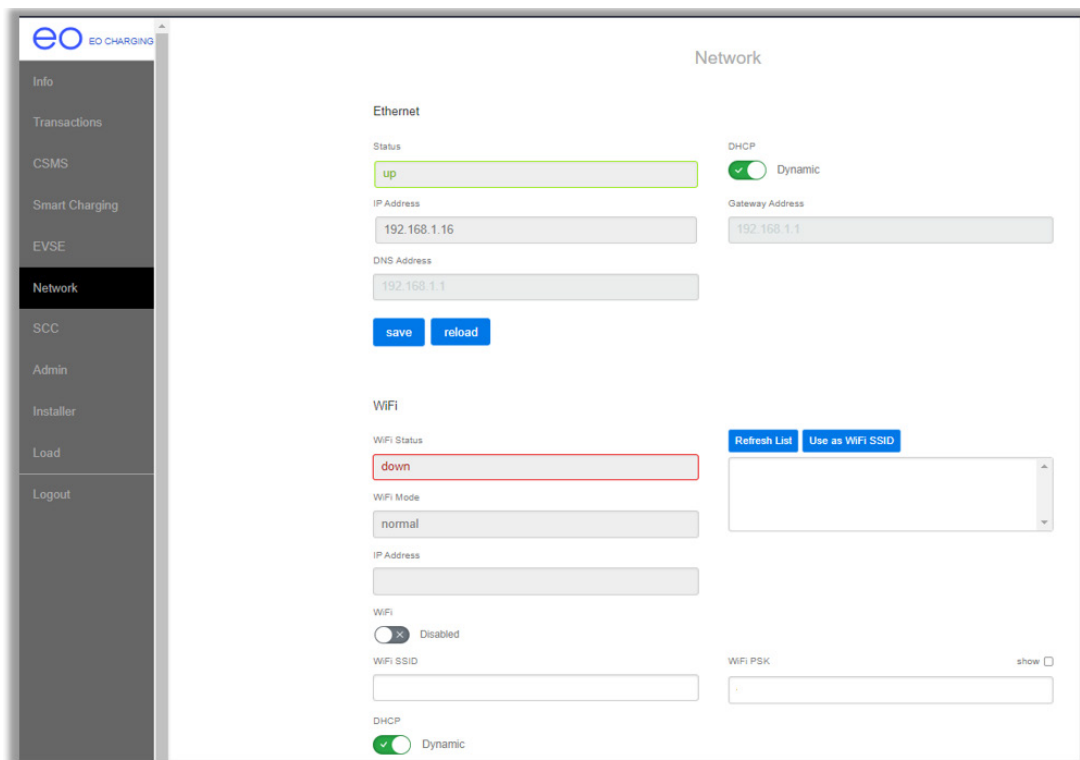 eo EO CHARGING
Info
Transactions
CSMS
Smart Charging
EVSE
Network
SCC
Admin
Installer
Load
Logout
Network
Ethernet
Status
DHCP
up
Dynamic
IP Address
Gateway Address
192.168.1.16
192.168.1.1
DNS Address
192.168.1.1
save reload
WiFi
WiFi Status
Refresh List Use as WiFi SSID
down
WiFi Mode
normal
IP Address
WiFi
Disabled
WiFi SSID
WiFi PSK show
DHCP
Dynamic